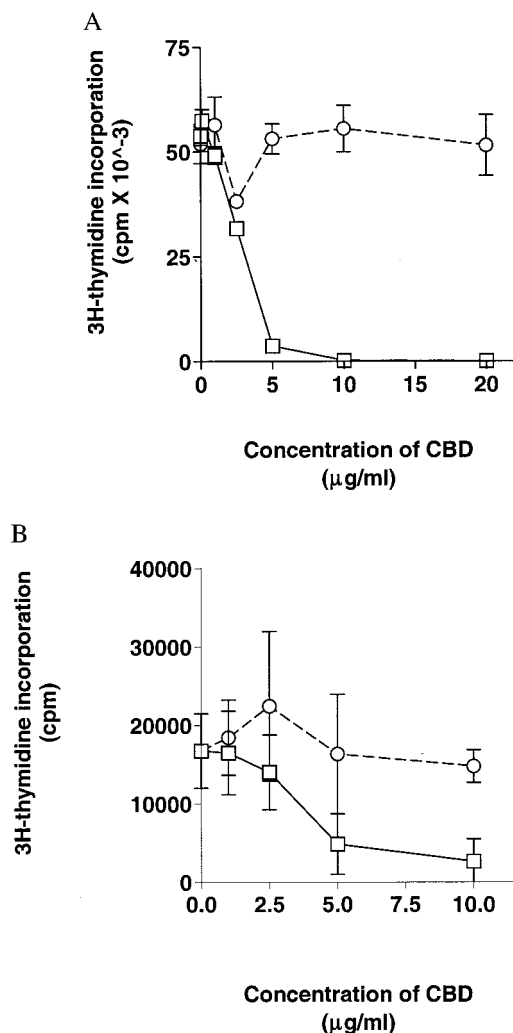 A
3H-thymidine incorporation
(cpm X 10^-3)
75
50
25
0
0 5 10 15 20
Concentration of CBD
(μg/ml)
B
3H-thymidine incorporation
(cpm)
40000
30000
20000
10000
0
0.0 2.5 5.0 7.5 10.0
Concentration of CBD
(μg/ml)